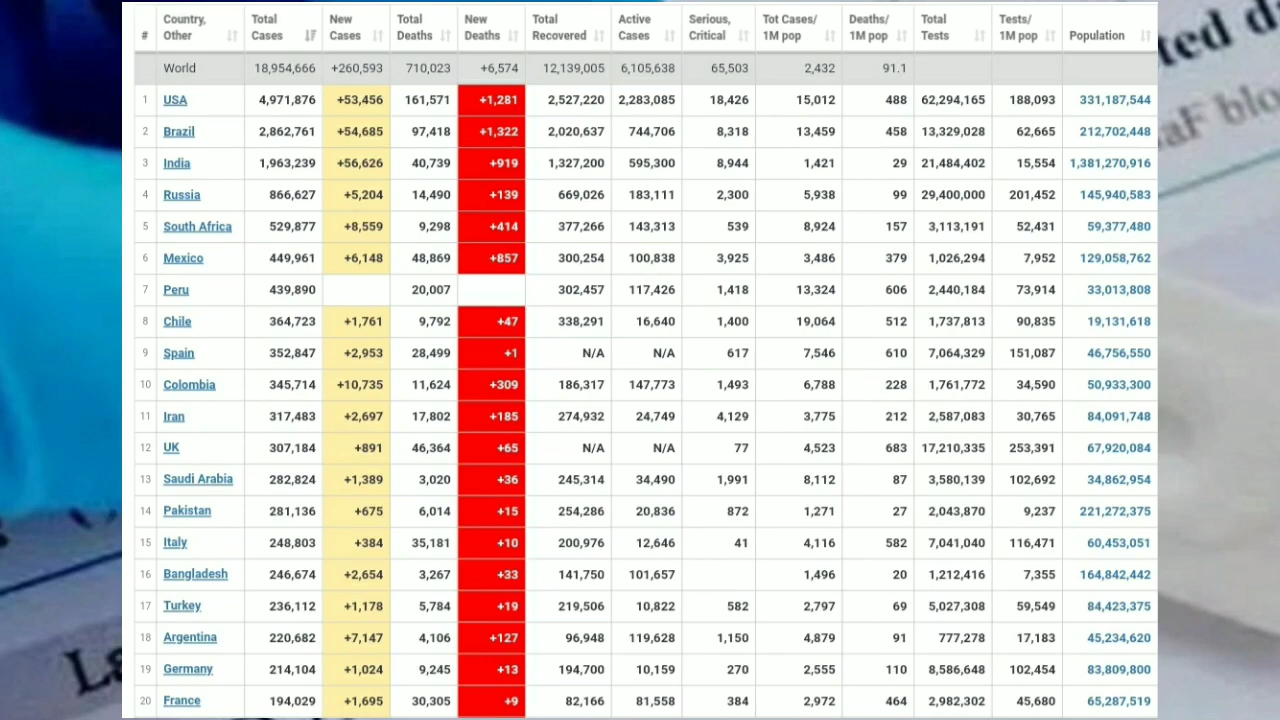 # Country, Other Total Cases New Cases Total Deaths New Deaths Total Recovered Active Cases Serious, Critical Tot Cases/ 1M pop Deaths/ 1M pop Total Tests Tests/ 1M pop Population
World 18,954,666 +260,593 710,023 +6,574 12,139,005 6,105,638 65,503 2,432 91.1
1 USA 4,971,876 +53,456 161,571 +1,281 2,527,220 2,283,085 18,426 15,012 488 62,294,165 188,093 331,187,544
2 Brazil 2,862,761 +54,685 97,418 +1,322 2,020,637 744,706 8,318 13,459 458 13,329,028 62,665 212,702,448
3 India 1,963,239 +56,626 40,739 +919 1,327,200 595,300 8,944 1,421 29 21,484,402 15,554 1,381,270,916
4 Russia 866,627 +5,204 14,490 +139 669,026 183,111 2,300 5,938 99 29,400,000 201,452 145,940,583
5 South Africa 529,877 +8,559 9,298 +414 377,266 143,313 539 8,924 157 3,113,191 52,431 59,377,480
6 Mexico 449,961 +6,148 48,869 +857 300,254 100,838 3,925 3,486 379 1,026,294 7,952 129,058,762
7 Peru 439,890 20,007 302,457 117,426 1,418 13,324 606 2,440,184 73,914 33,013,808
8 Chile 364,723 +1,761 9,792 +47 338,291 16,640 1,400 19,064 512 1,737,813 90,835 19,131,618
9 Spain 352,847 +2,953 28,499 +1 N/A N/A 617 7,546 610 7,064,329 151,087 46,756,550
10 Colombia 345,714 +10,735 11,624 +309 186,317 147,773 1,493 6,788 228 1,761,772 34,590 50,933,300
11 Iran 317,483 +2,697 17,802 +185 274,932 24,749 4,129 3,775 212 2,587,083 30,765 84,091,748
12 UK 307,184 +891 46,364 +65 N/A N/A 77 4,523 683 17,210,335 253,391 67,920,084
13 Saudi Arabia 282,824 +1,389 3,020 +36 245,314 34,490 1,991 8,112 87 3,580,139 102,692 34,862,954
14 Pakistan 281,136 +675 6,014 +15 254,286 20,836 872 1,271 27 2,043,870 9,237 221,272,375
15 Italy 248,803 +384 35,181 +10 200,976 12,646 41 4,116 582 7,041,040 116,471 60,453,051
16 Bangladesh 246,674 +2,654 3,267 +33 141,750 101,657 1,496 20 1,212,416 7,355 164,842,442
17 Turkey 236,112 +1,178 5,784 +19 219,506 10,822 582 2,797 69 5,027,308 59,549 84,423,375
18 Argentina 220,682 +7,147 4,106 +127 96,948 119,628 1,150 4,879 91 777,278 17,183 45,234,620
19 Germany 214,104 +1,024 9,245 +13 194,700 10,159 270 2,555 110 8,586,648 102,454 83,809,800
20 France 194,029 +1,695 30,305 +9 82,166 81,558 384 2,972 464 2,982,302 45,680 65,287,519